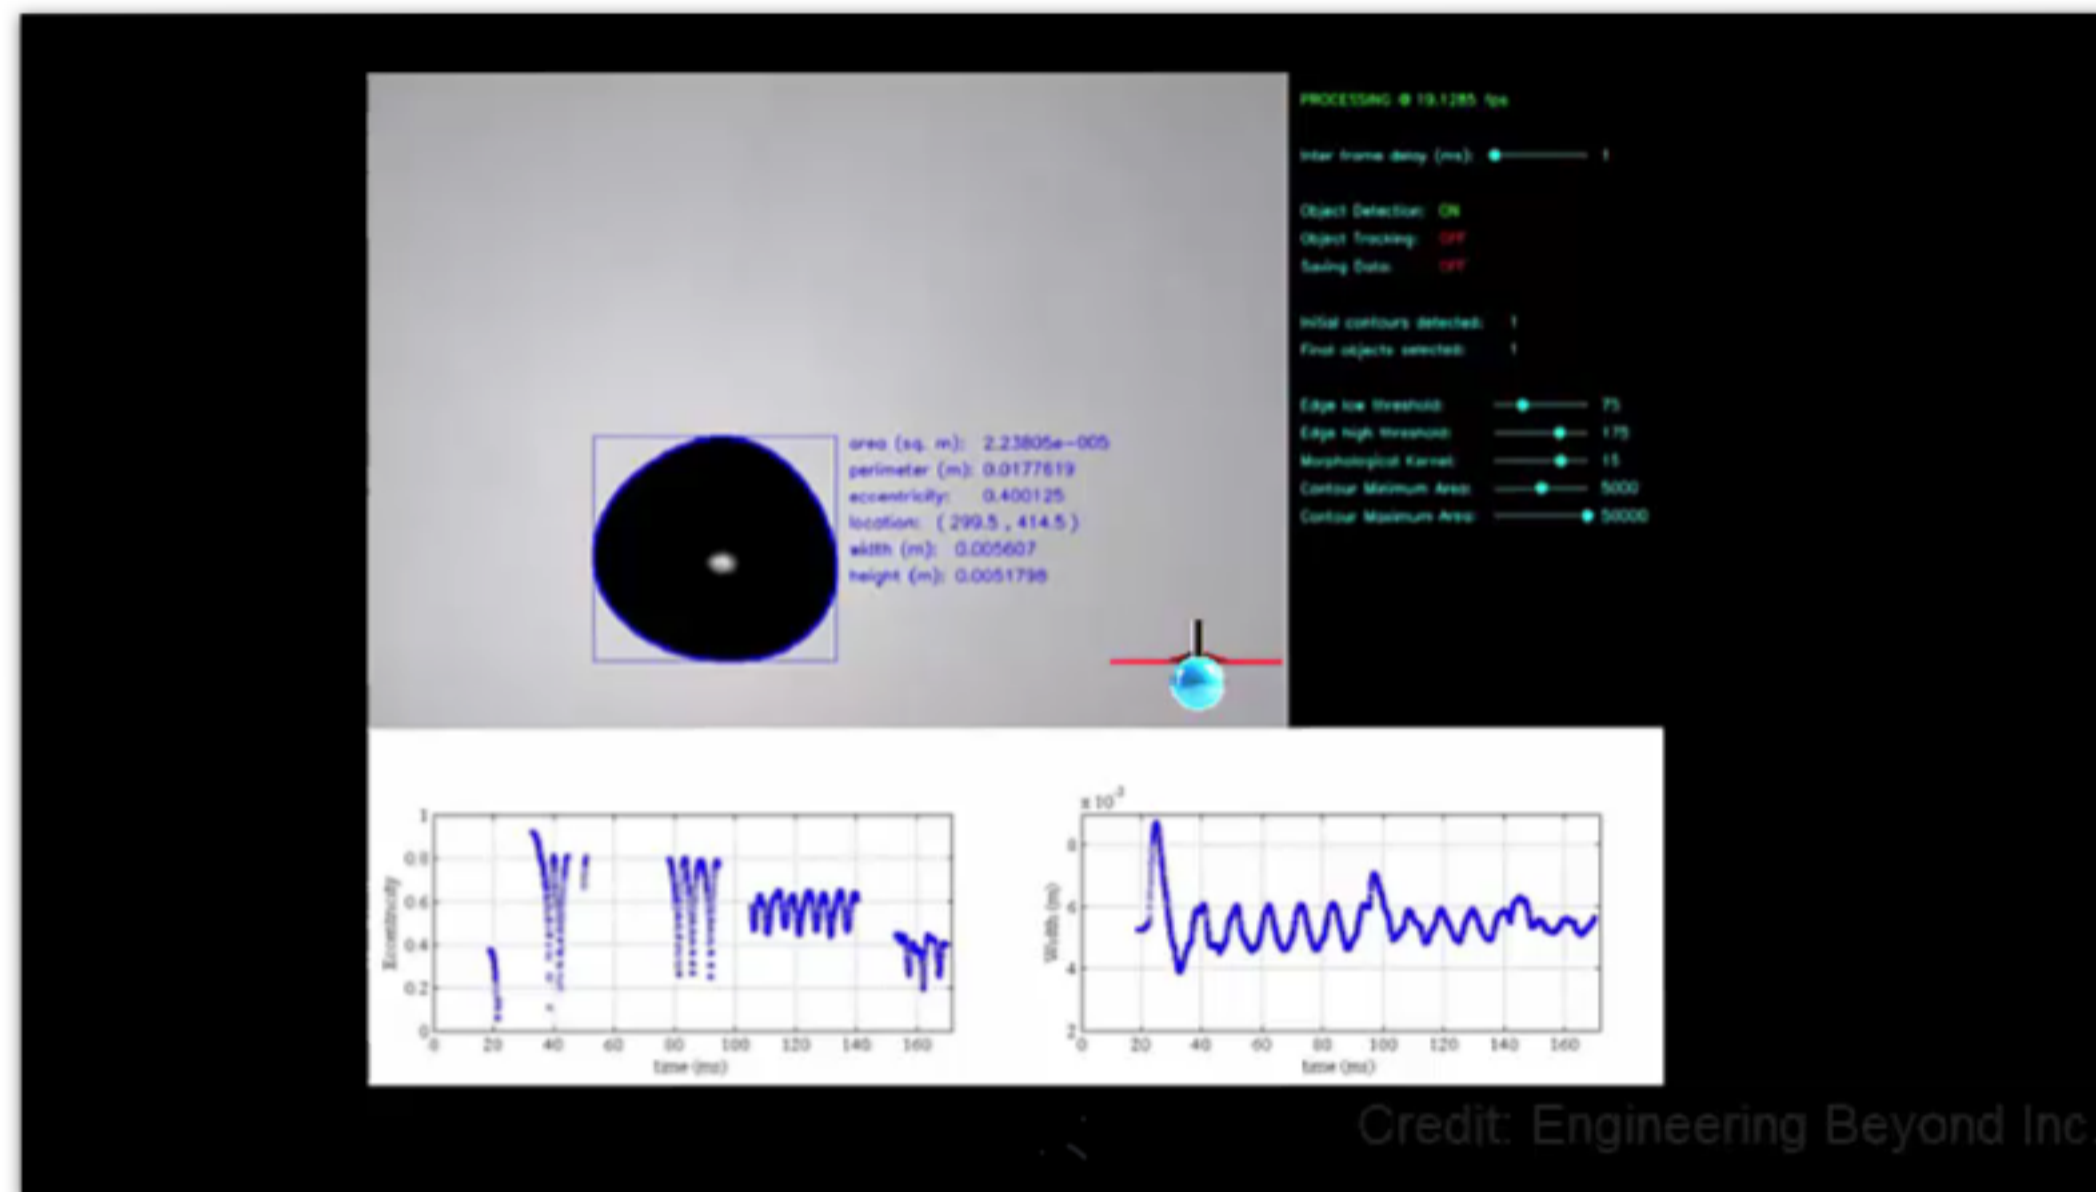 PROCESSING @ 19.1285 fps
Inter frame delay (ms): 1
Object Detection: ON
Object Tracking: OFF
Saving Data: OFF
Initial contours detected: 1
Final objects selected: 1
Edge low threshold: 75
Edge high threshold: 175
Morphological Kernel: 15
Contour Minimum Area: 5000
Contour Maximum Area: 50000
area (sq. m): 2.23805e-005
perimeter (m): 0.0177619
eccentricity: 0.400125
location: ( 299.5 , 414.5 )
width (m): 0.005607
height (m): 0.0051798
Eccentricity
1
0.8
0.6
0.4
0.2
0
0 20 40 60 80 100 120 140 160
time (ms)
x 10⁻³
Width (m)
8
6
4
2
0 20 40 60 80 100 120 140 160
time (ms)
Credit: Engineering Beyond Inc.